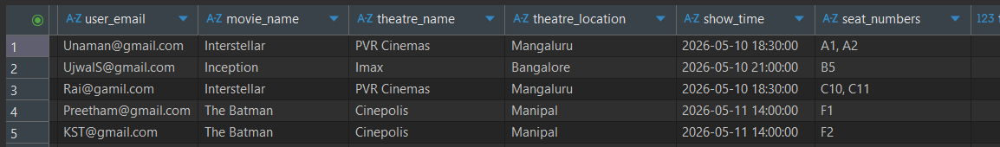 A-Z user_email A-Z movie_name A-Z theatre_name A-Z theatre_location A-Z show_time A-Z seat_numbers 123
1 Unaman@gmail.com Interstellar PVR Cinemas Mangaluru 2026-05-10 18:30:00 A1, A2
2 UjwalS@gmail.com Inception Imax Bangalore 2026-05-10 21:00:00 B5
3 Rai@gamil.com Interstellar PVR Cinemas Mangaluru 2026-05-10 18:30:00 C10, C11
4 Preetham@gmail.com The Batman Cinepolis Manipal 2026-05-11 14:00:00 F1
5 KST@gmail.com The Batman Cinepolis Manipal 2026-05-11 14:00:00 F2